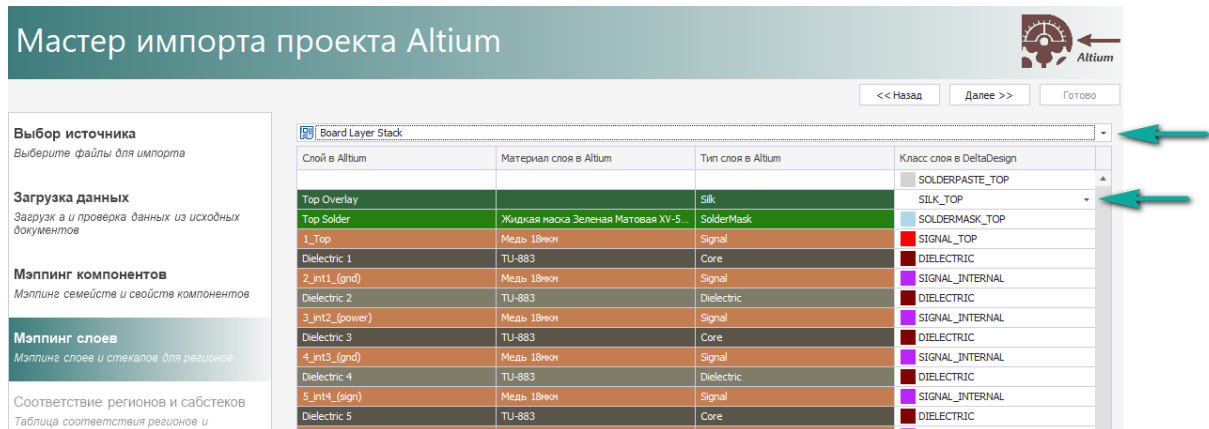 Мастер импорта проекта Altium
Altium
<< Назад Далее >> Готово
Выбор источника
Выберите файлы для импорта
Загрузка данных
Загрузк а и проверка данных из исходных
документов
Мэппинг компонентов
Мэппинг семейств и свойств компонентов
Мэппинг слоев
Мэппинг слоев и стекапов для регионов
Соответствие регионов и сабстеков
Таблица соответствия регионов и
Board Layer Stack
Слой в Altium Материал слоя в Altium Тип слоя в Altium Класс слоя в DeltaDesign
SOLDERPASTE_TOP
Top Overlay Silk SILK_TOP
Top Solder Жидкая маска Зеленая Матовая XV-5... SolderMask SOLDERMASK_TOP
1_Top Медь 18мкм Signal SIGNAL_TOP
Dielectric 1 TU-883 Core DIELECTRIC
2_int1_(gnd) Медь 18мкм Signal SIGNAL_INTERNAL
Dielectric 2 TU-883 Dielectric DIELECTRIC
3_int2_(power) Медь 18мкм Signal SIGNAL_INTERNAL
Dielectric 3 TU-883 Core DIELECTRIC
4_int3_(gnd) Медь 18мкм Signal SIGNAL_INTERNAL
Dielectric 4 TU-883 Dielectric DIELECTRIC
5_int4_(sign) Медь 18мкм Signal SIGNAL_INTERNAL
Dielectric 5 TU-883 Core DIELECTRIC